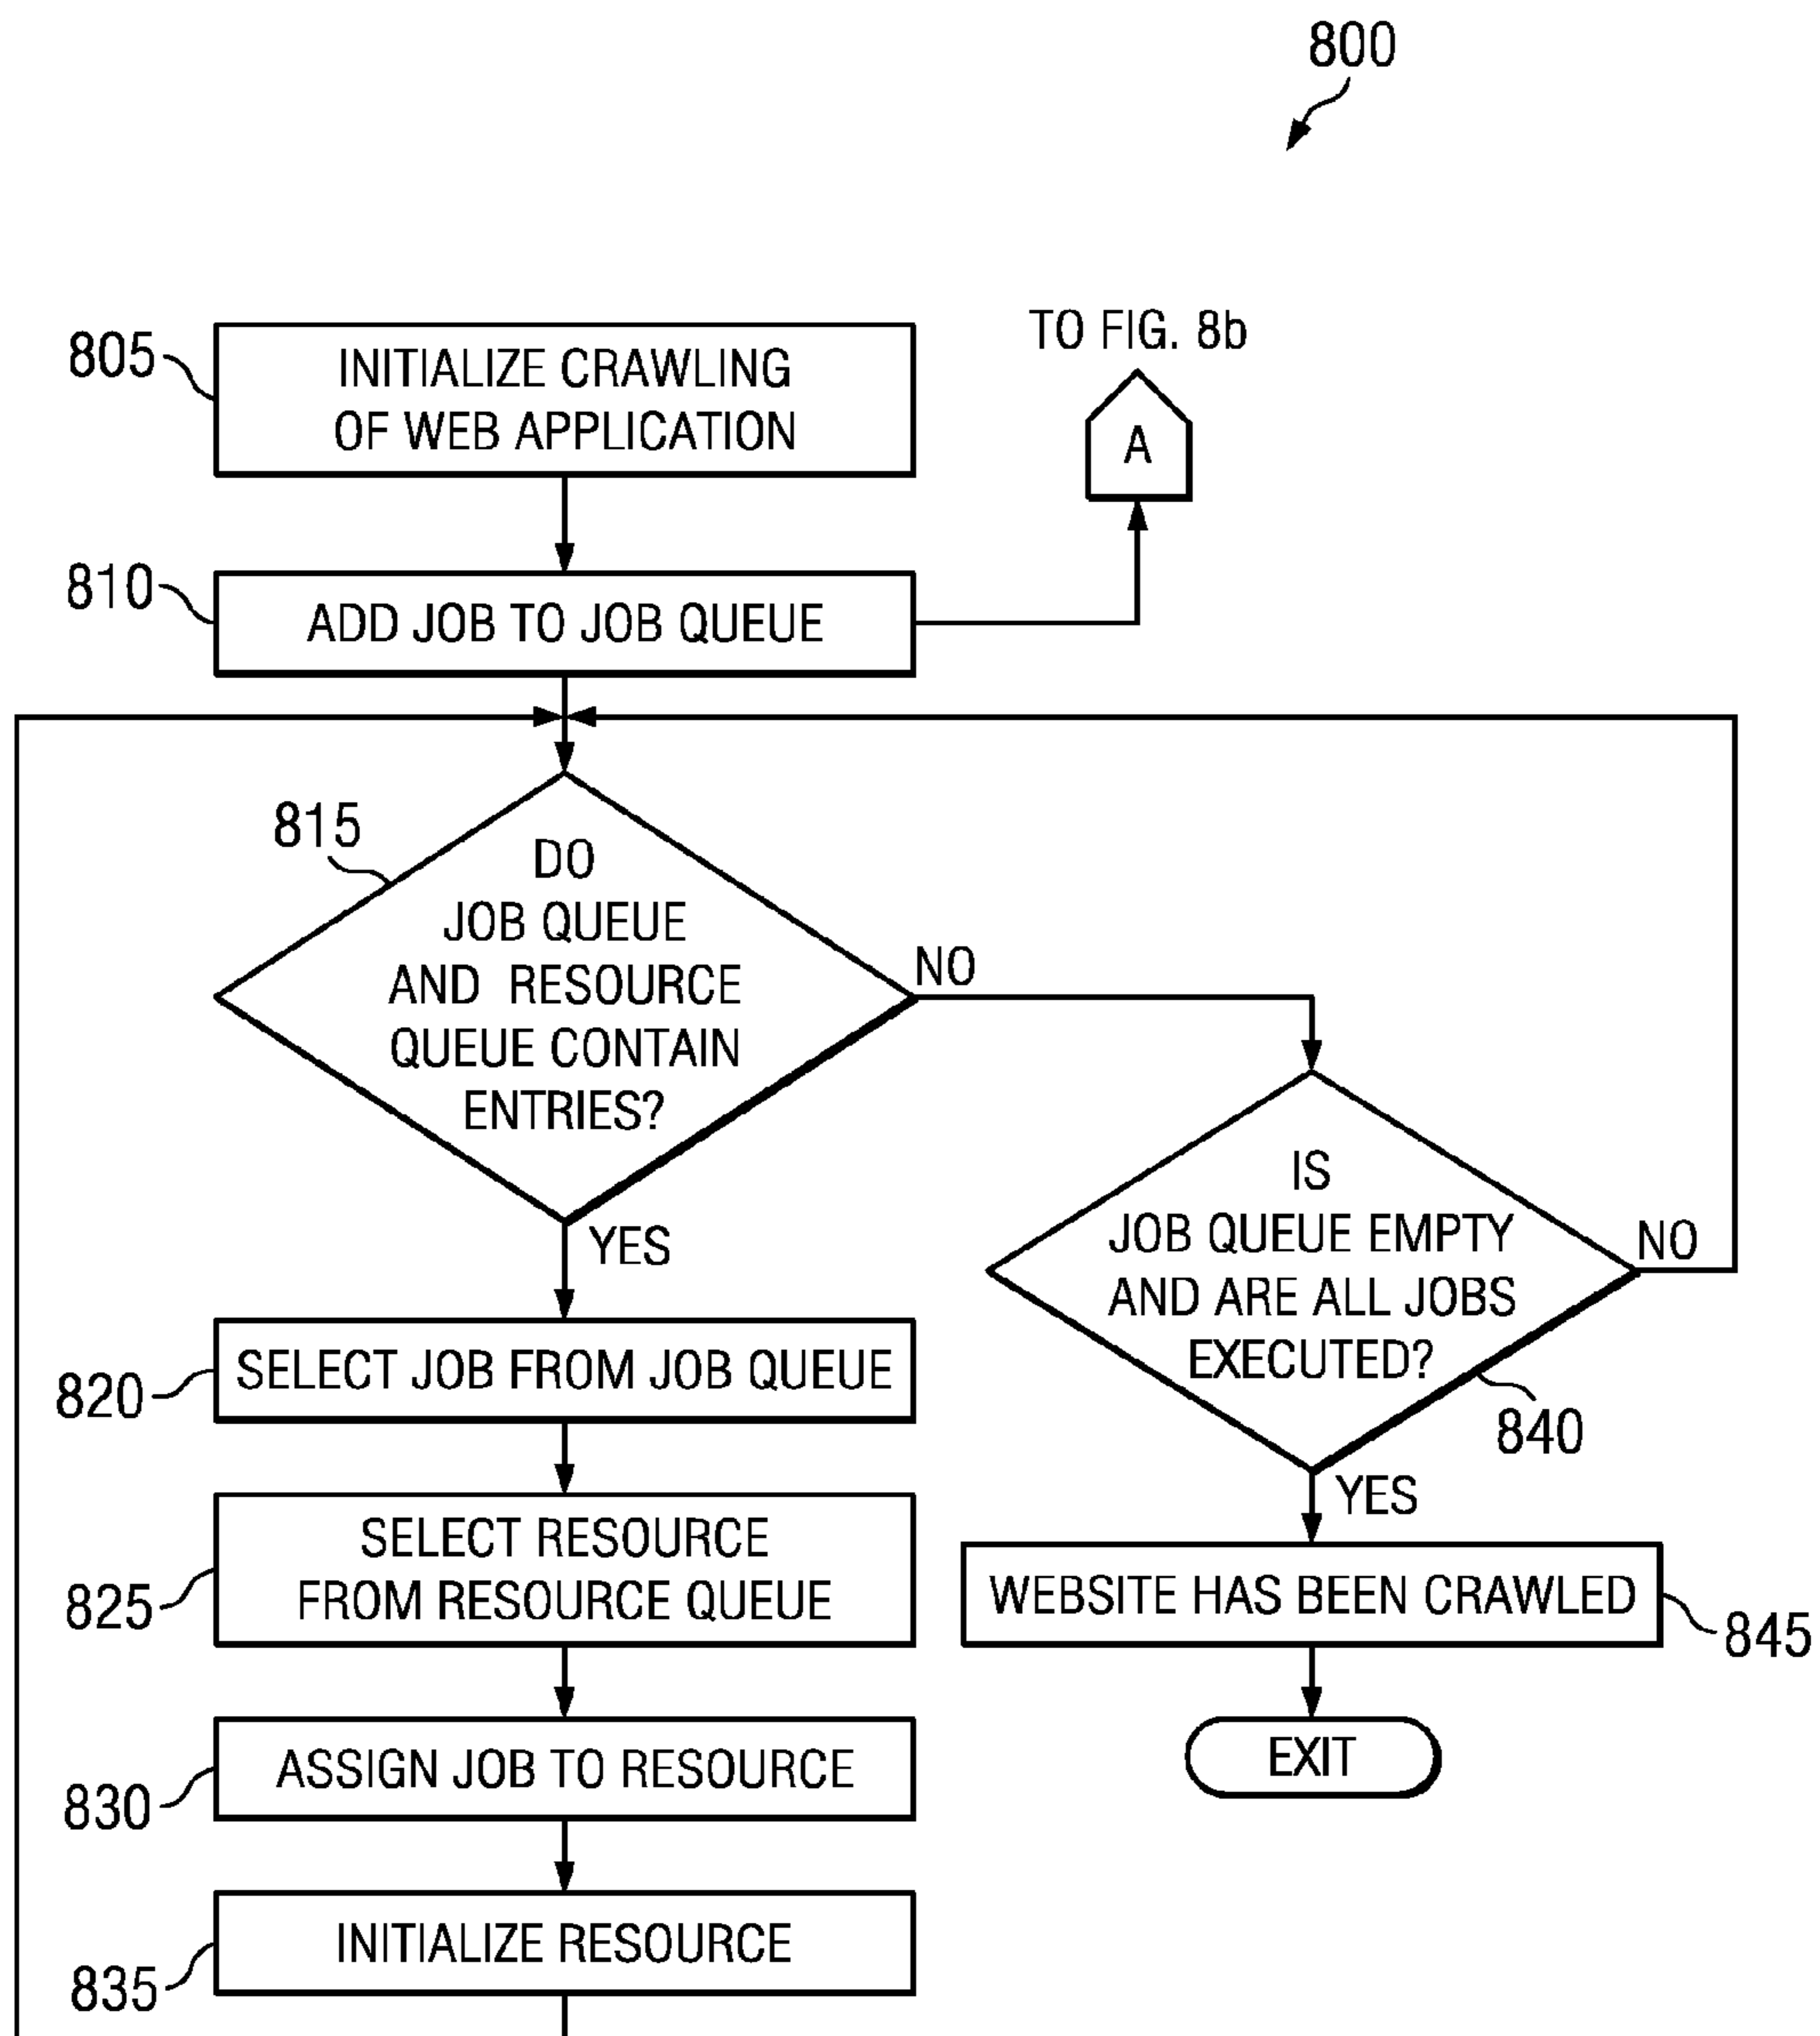 800
805
INITIALIZE CRAWLING
OF WEB APPLICATION
TO FIG. 8b
A
810
ADD JOB TO JOB QUEUE
815
DO
JOB QUEUE
AND RESOURCE
QUEUE CONTAIN
ENTRIES?
NO
YES
IS
JOB QUEUE EMPTY
AND ARE ALL JOBS
EXECUTED?
NO
840
YES
820
SELECT JOB FROM JOB QUEUE
825
SELECT RESOURCE
FROM RESOURCE QUEUE
WEBSITE HAS BEEN CRAWLED
845
830
ASSIGN JOB TO RESOURCE
EXIT
835
INITIALIZE RESOURCE